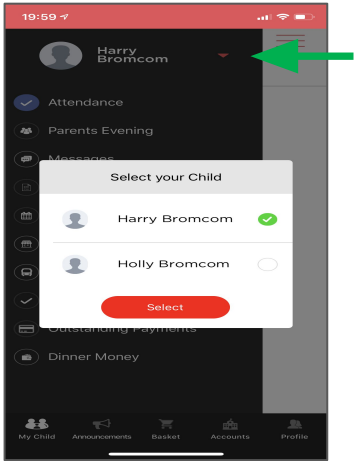 19:59
Harry
Bromcom
Attendance
Parents Evening
Messages
Select your Child
Harry Bromcom
Holly Bromcom
Select
Outstanding Payments
Dinner Money
My Child Announcements Basket Accounts Profile